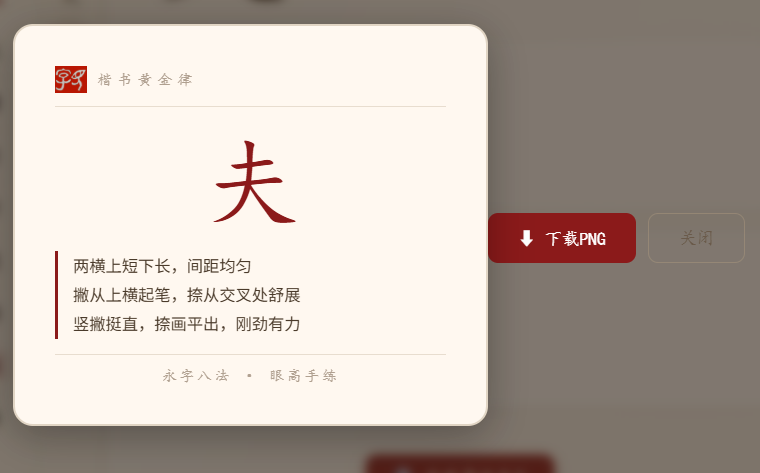 楷书黄金律
夫
两横上短下长，间距均匀
撇从上横起笔，捺从交叉处舒展
竖撇挺直，捺画平出，刚劲有力
永字八法 • 眼高手练
下载PNG
关闭